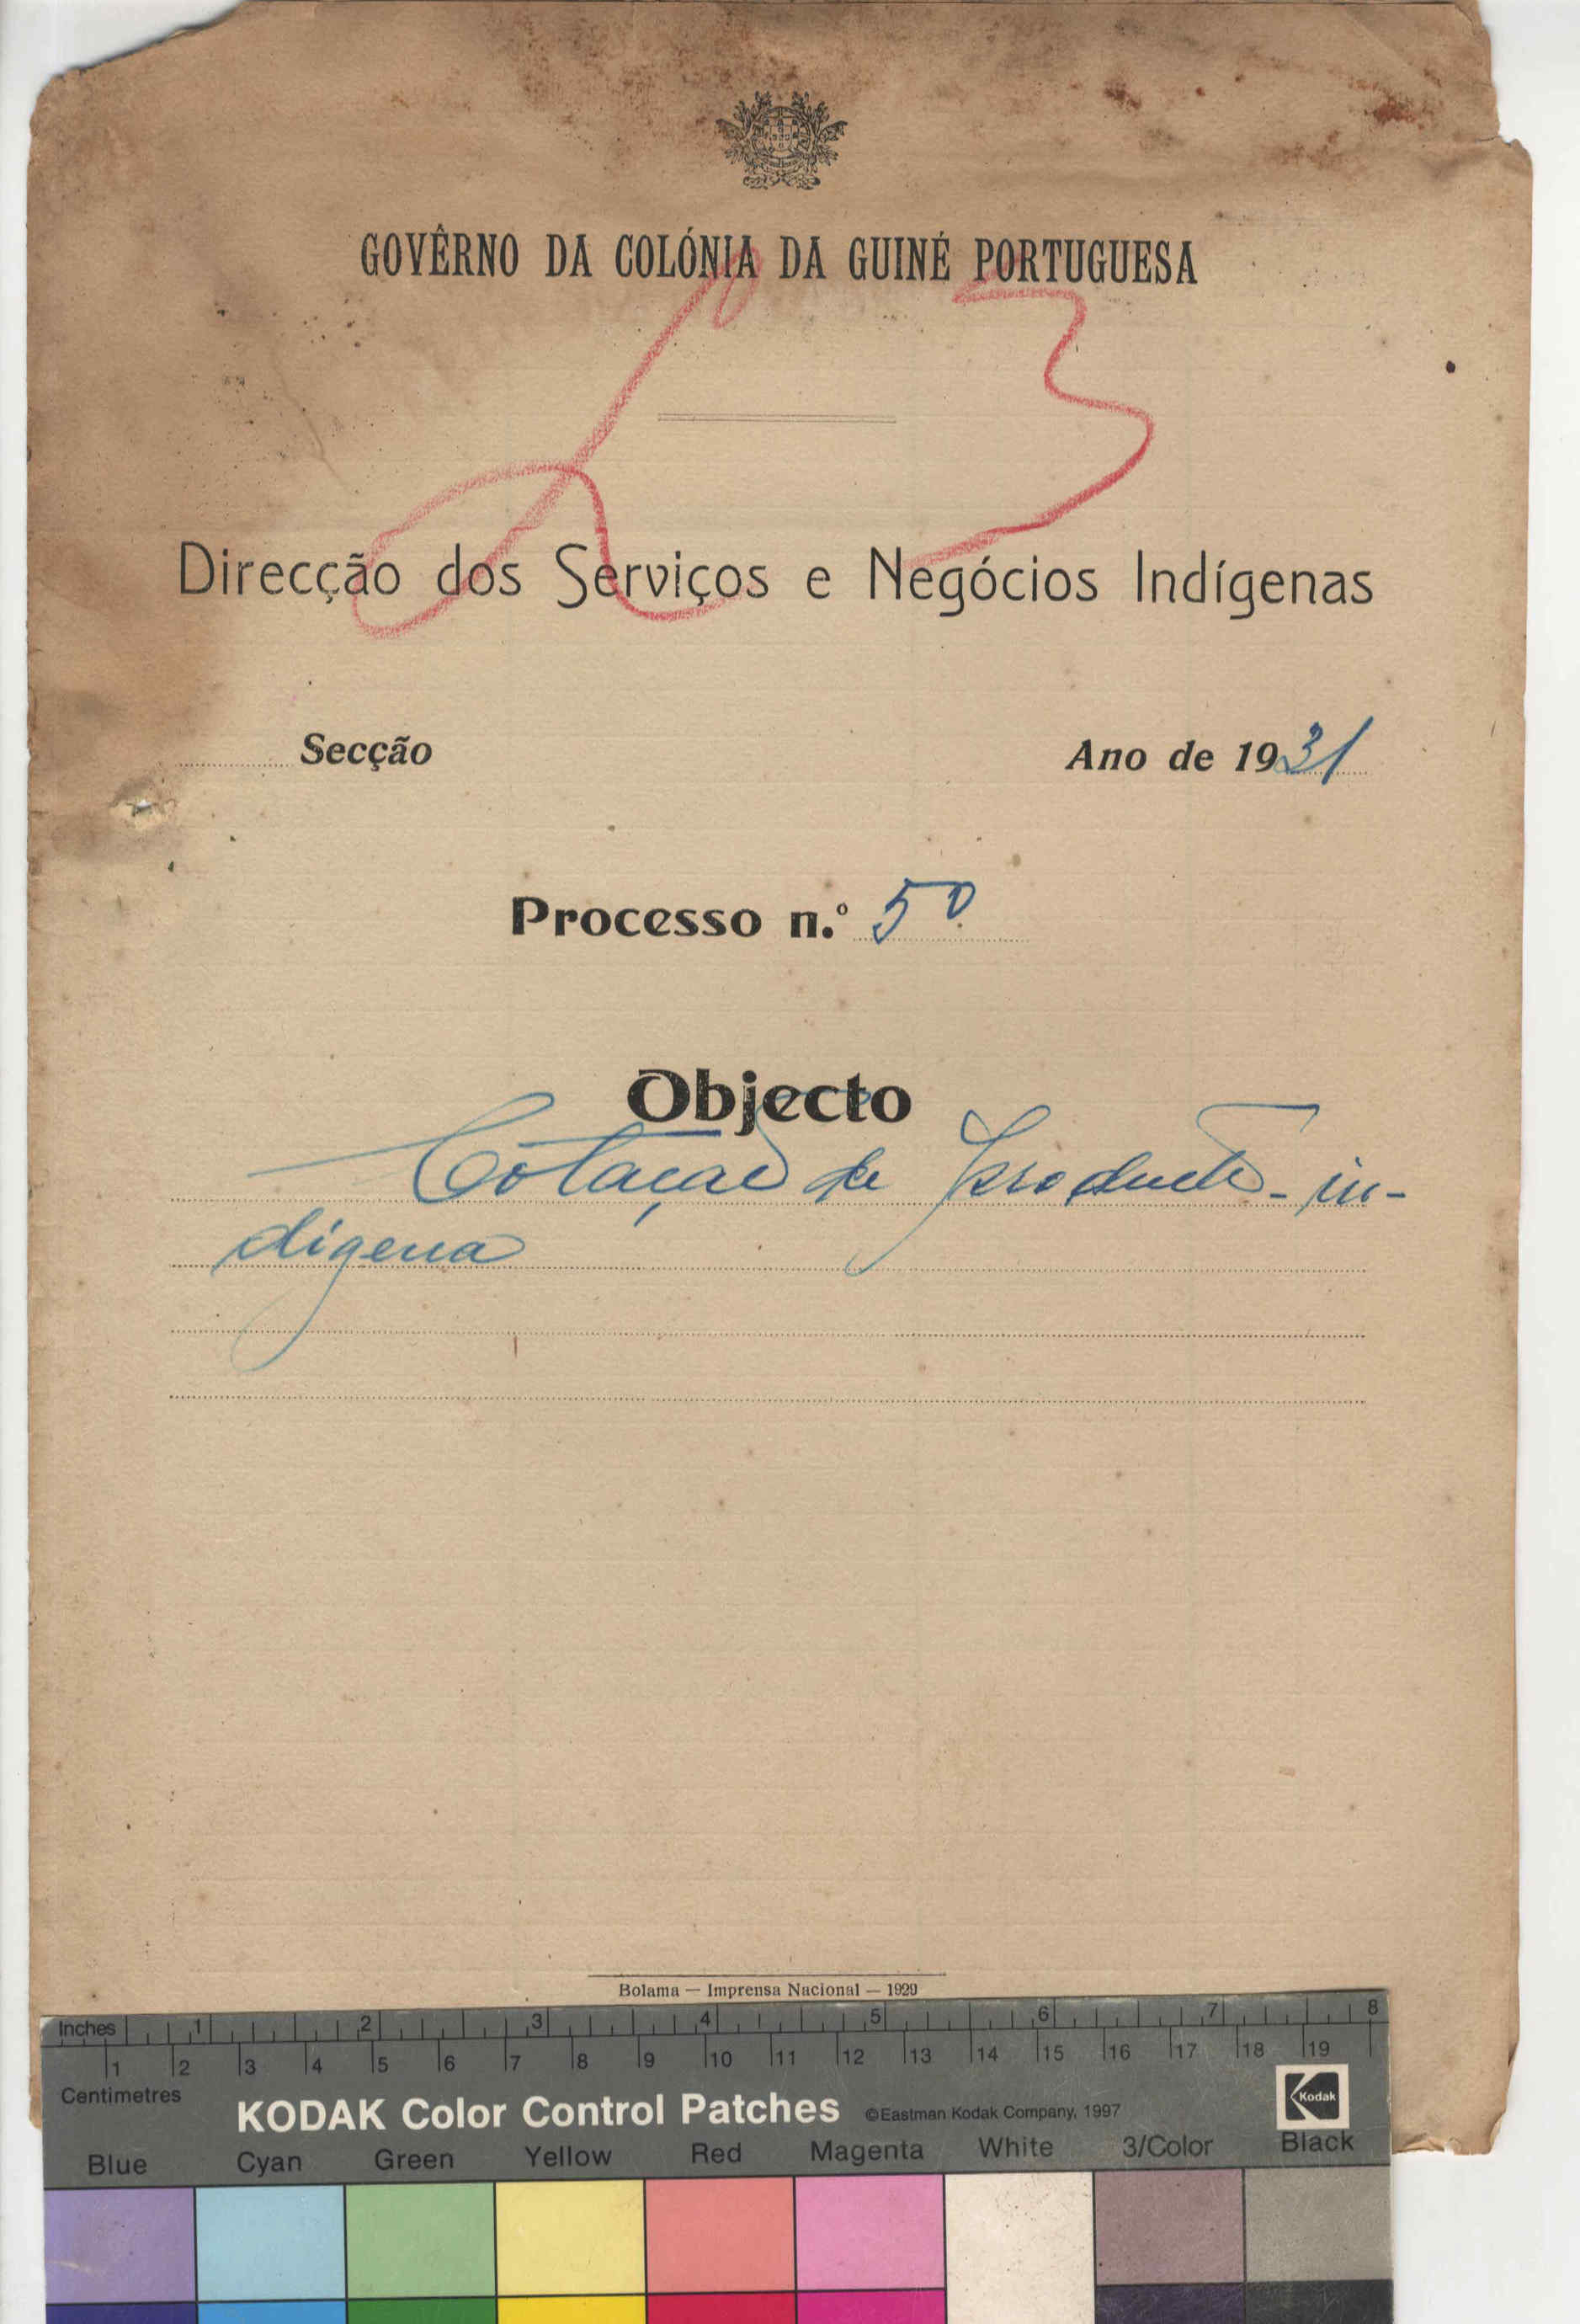 GOVÊRNO DA COLÓNIA DA GUINÉ PORTUGUESA
L 3
Direcção dos Serviços e Negócios Indígenas
Secção
Ano de 1931
Processo n.º 50
Objecto
Cotação de producto in-
digena
Bolama — Imprensa Nacional — 1929
Inches 1 2 3 4 5 6 7 8
1 2 3 4 5 6 7 8 9 10 11 12 13 14 15 16 17 18 19
Centimetres
KODAK Color Control Patches ©Eastman Kodak Company, 1997 Kodak
Blue Cyan Green Yellow Red Magenta White 3/Color Black